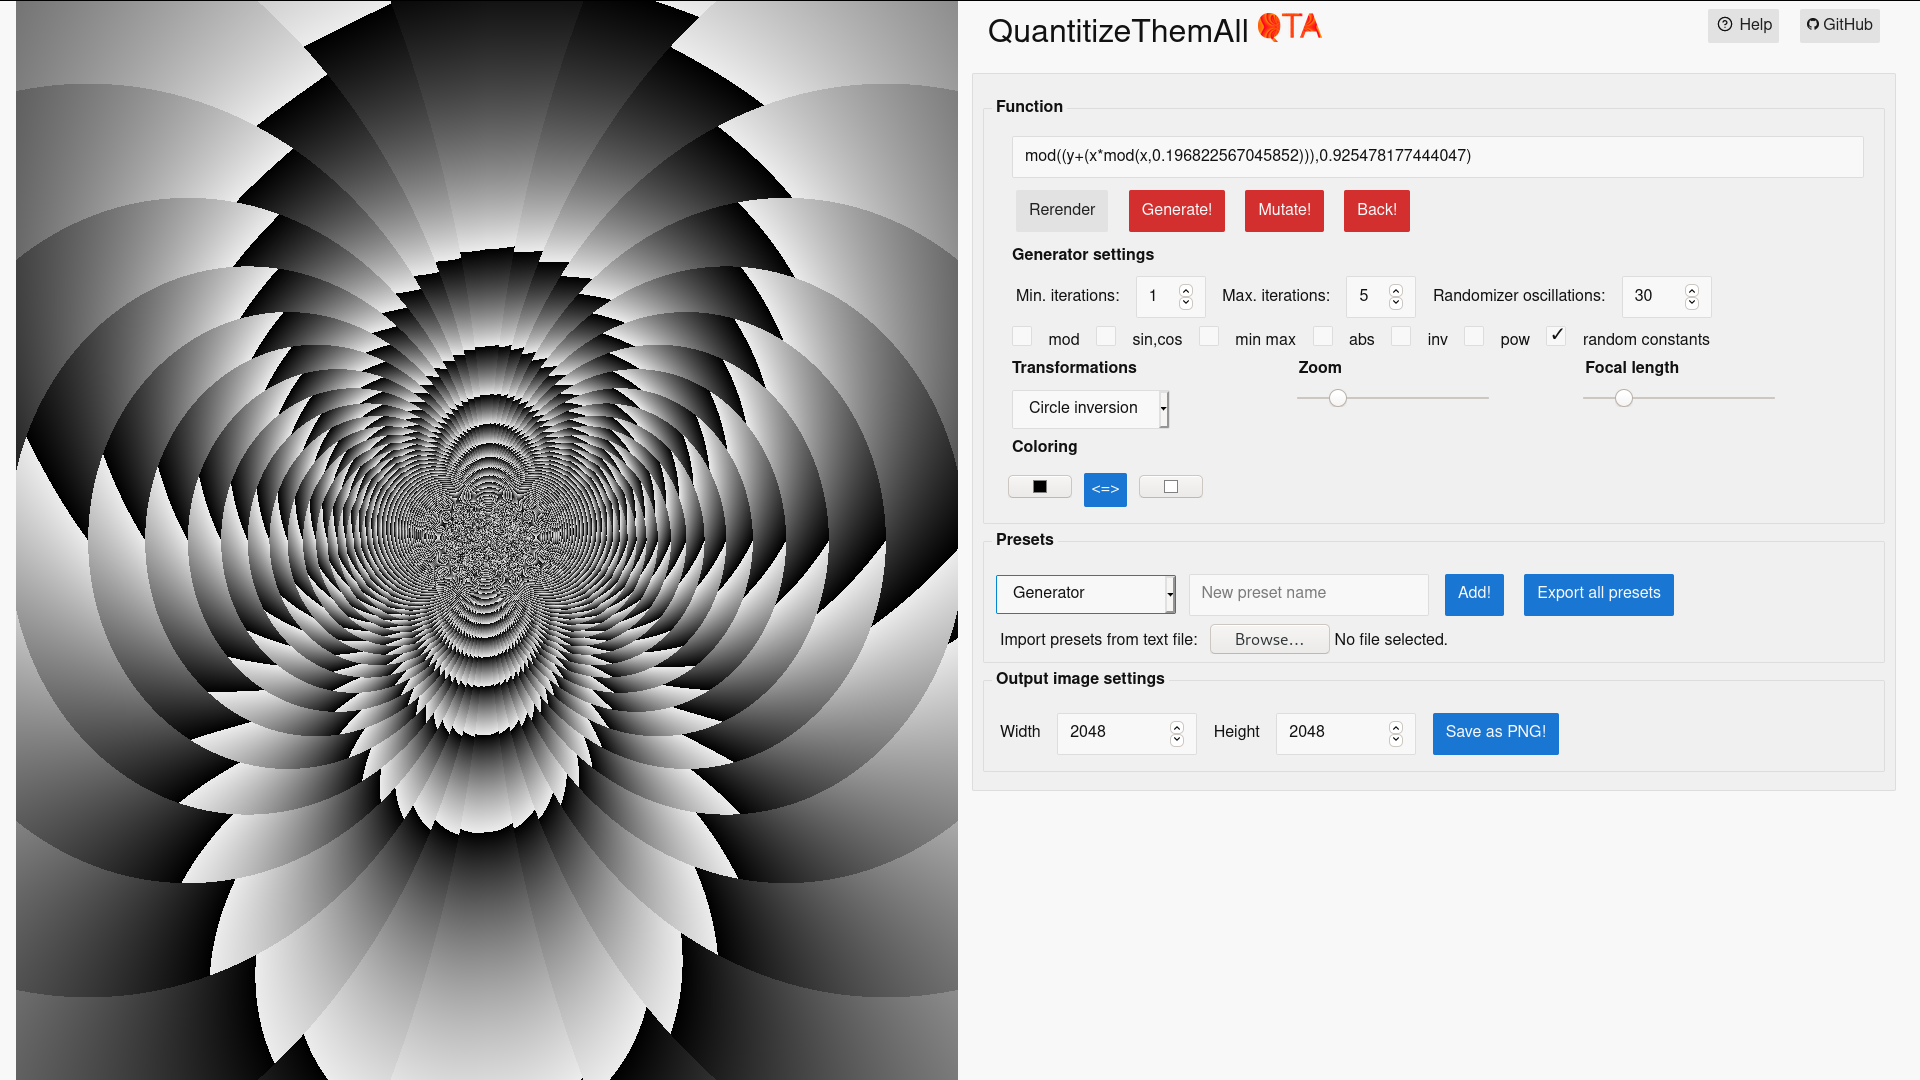 QuantitizeThemAll QTA
Help
GitHub
Function
mod((y+(x*mod(x,0.196822567045852))),0.925478177444047)
Rerender
Generate!
Mutate!
Back!
Generator settings
Min. iterations: 1 Max. iterations: 5 Randomizer oscillations: 30
mod sin,cos min max abs inv pow random constants
Transformations Zoom Focal length
Circle inversion
Coloring
<=>
Presets
Generator New preset name Add! Export all presets
Import presets from text file: Browse... No file selected.
Output image settings
Width 2048 Height 2048 Save as PNG!